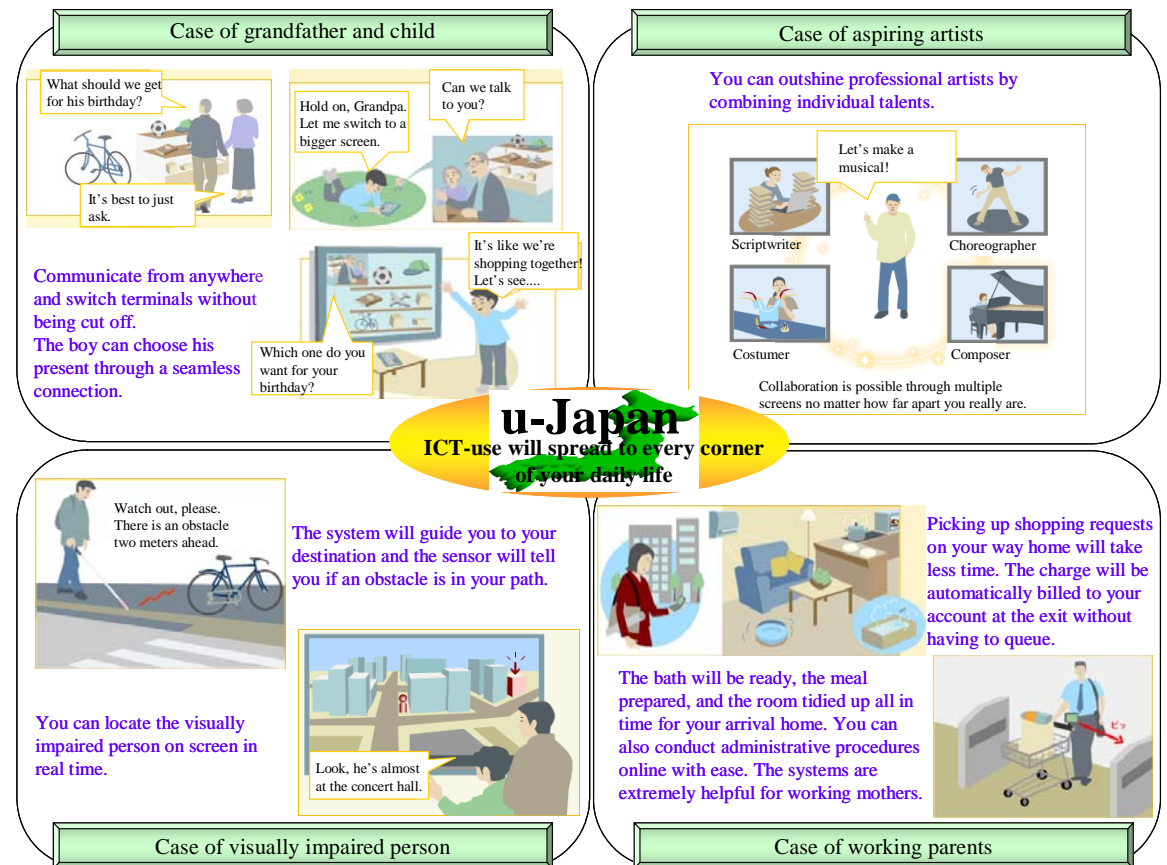 Case of grandfather and child
What should we get
for his birthday?
It's best to just
ask.
Hold on, Grandpa.
Let me switch to a
bigger screen.
Can we talk
to you?
It's like we're
shopping together!
Let's see....
Which one do you
want for your
birthday?
Communicate from anywhere
and switch terminals without
being cut off.
The boy can choose his
present through a seamless
connection.
Case of aspiring artists
You can outshine professional artists by
combining individual talents.
Let's make a
musical!
Scriptwriter
Choreographer
Costumer
Composer
Collaboration is possible through multiple
screens no matter how far apart you really are.
u-Japan
ICT-use will spread to every corner
of your daily life
Watch out, please.
There is an obstacle
two meters ahead.
The system will guide you to your
destination and the sensor will tell
you if an obstacle is in your path.
You can locate the visually
impaired person on screen in
real time.
Look, he's almost
at the concert hall.
Case of visually impaired person
Picking up shopping requests
on your way home will take
less time. The charge will be
automatically billed to your
account at the exit without
having to queue.
The bath will be ready, the meal
prepared, and the room tidied up all in
time for your arrival home. You can
also conduct administrative procedures
online with ease. The systems are
extremely helpful for working mothers.
ピッ
Case of working parents